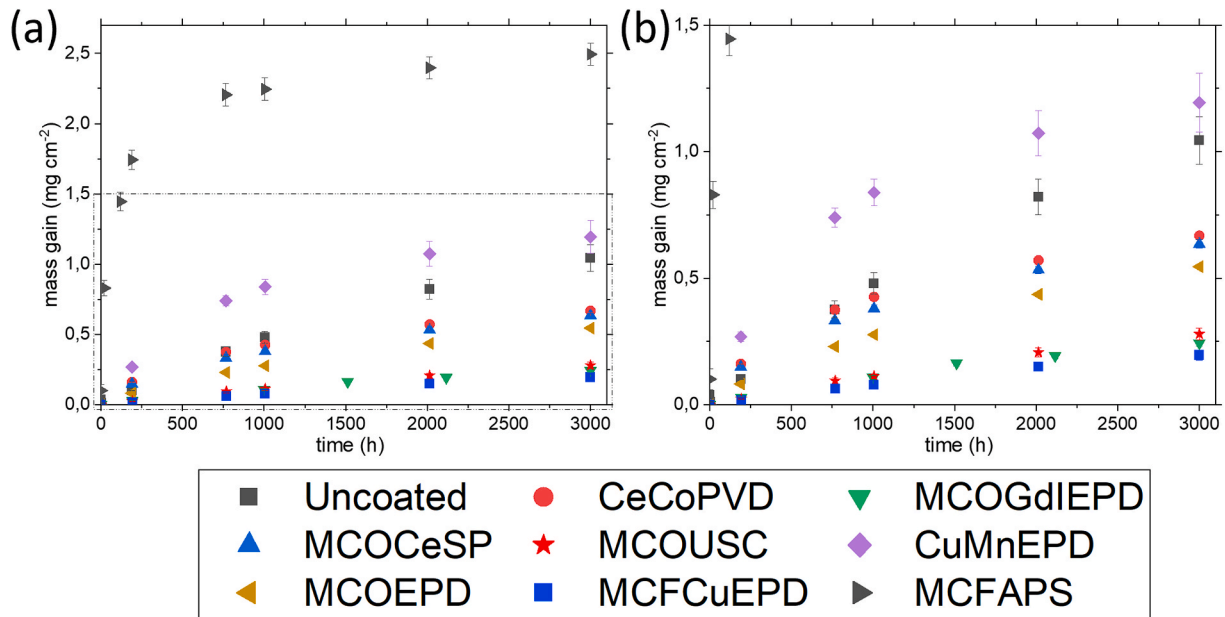 (a)
2,5
2,0
1,5
1,0
0,5
0,0
mass gain (mg cm-2)
0 500 1000 1500 2000 2500 3000
time (h)
(b)
1,5
1,0
0,5
0,0
mass gain (mg cm-2)
0 500 1000 1500 2000 2500 3000
time (h)
Uncoated CeCoPVD MCOGdIEPD
MCOCeSP MCOUSC CuMnEPD
MCOEPD MCFCuEPD MCFAPS